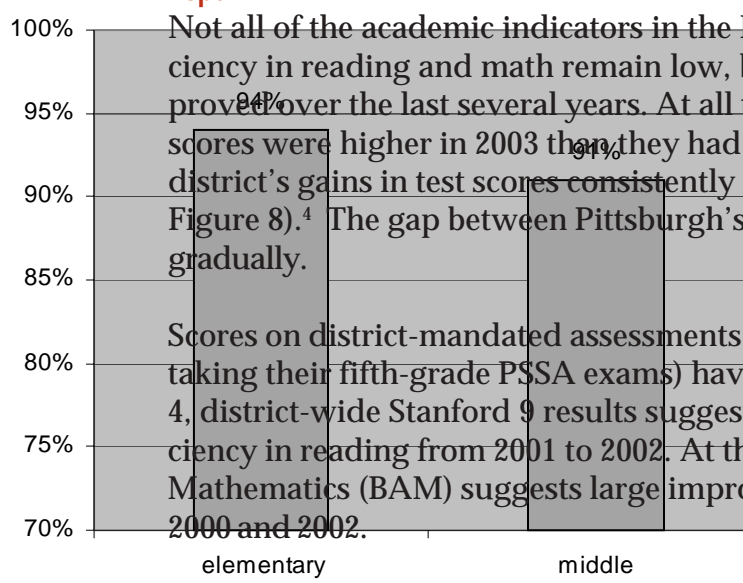 100%
95%
90%
85%
80%
75%
70%
94%
91%
elementary
middle
Not all of the academic indicators in the
ciency in reading and math remain low,
proved over the last several years. At all
scores were higher in 2003 than they had
district's gains in test scores consistently
Figure 8).⁴ The gap between Pittsburgh's
gradually.
Scores on district-mandated assessments
taking their fifth-grade PSSA exams) hav
4, district-wide Stanford 9 results sugges
ciency in reading from 2001 to 2002. At th
Mathematics (BAM) suggests large impro
2000 and 2002.